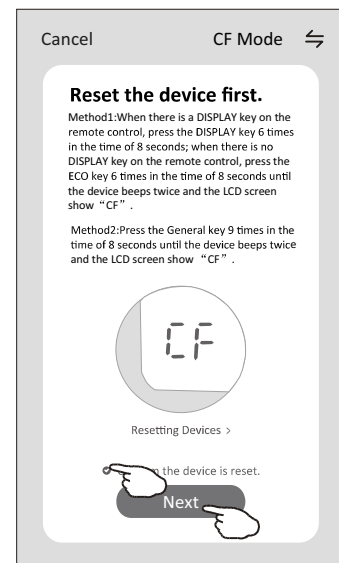 Cancel CF Mode
Reset the device first.
Method1:When there is a DISPLAY key on the
remote control, press the DISPLAY key 6 times
in the time of 8 seconds; when there is no
DISPLAY key on the remote control, press the
ECO key 6 times in the time of 8 seconds until
the device beeps twice and the LCD screen
show “CF”.
Method2:Press the General key 9 times in the
time of 8 seconds until the device beeps twice
and the LCD screen show “CF”.
CF
Resetting Devices >
the device is reset.
Next